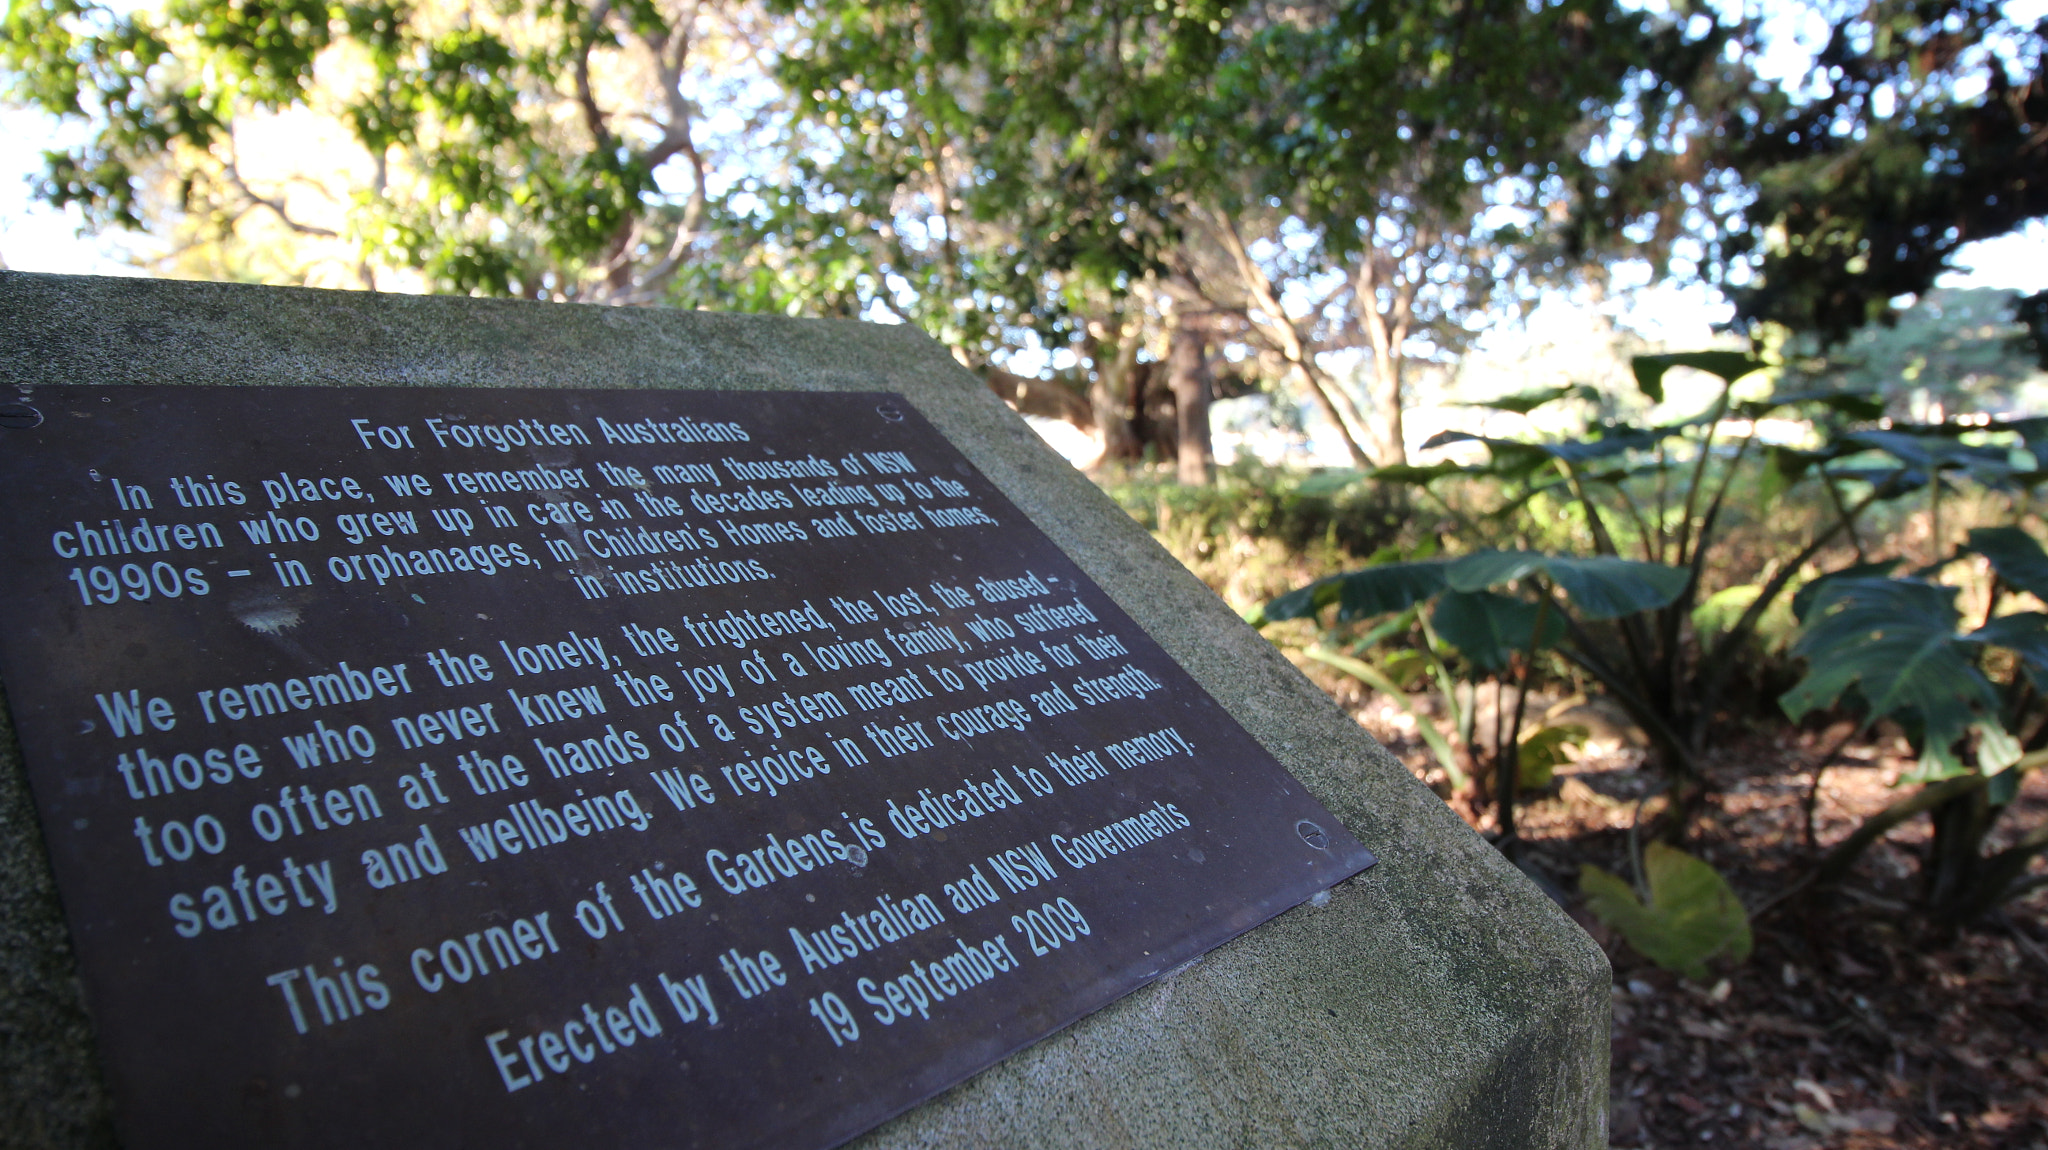 For Forgotten Australians
In this place, we remember the many thousands of NSW
children who grew up in care in the decades leading up to the
1990s – in orphanages, in Children's Homes and foster homes,
in institutions.
We remember the lonely, the frightened, the lost, the abused –
those who never knew the joy of a loving family, who suffered
too often at the hands of a system meant to provide for their
safety and wellbeing. We rejoice in their courage and strength.
This corner of the Gardens is dedicated to their memory.
Erected by the Australian and NSW Governments
19 September 2009